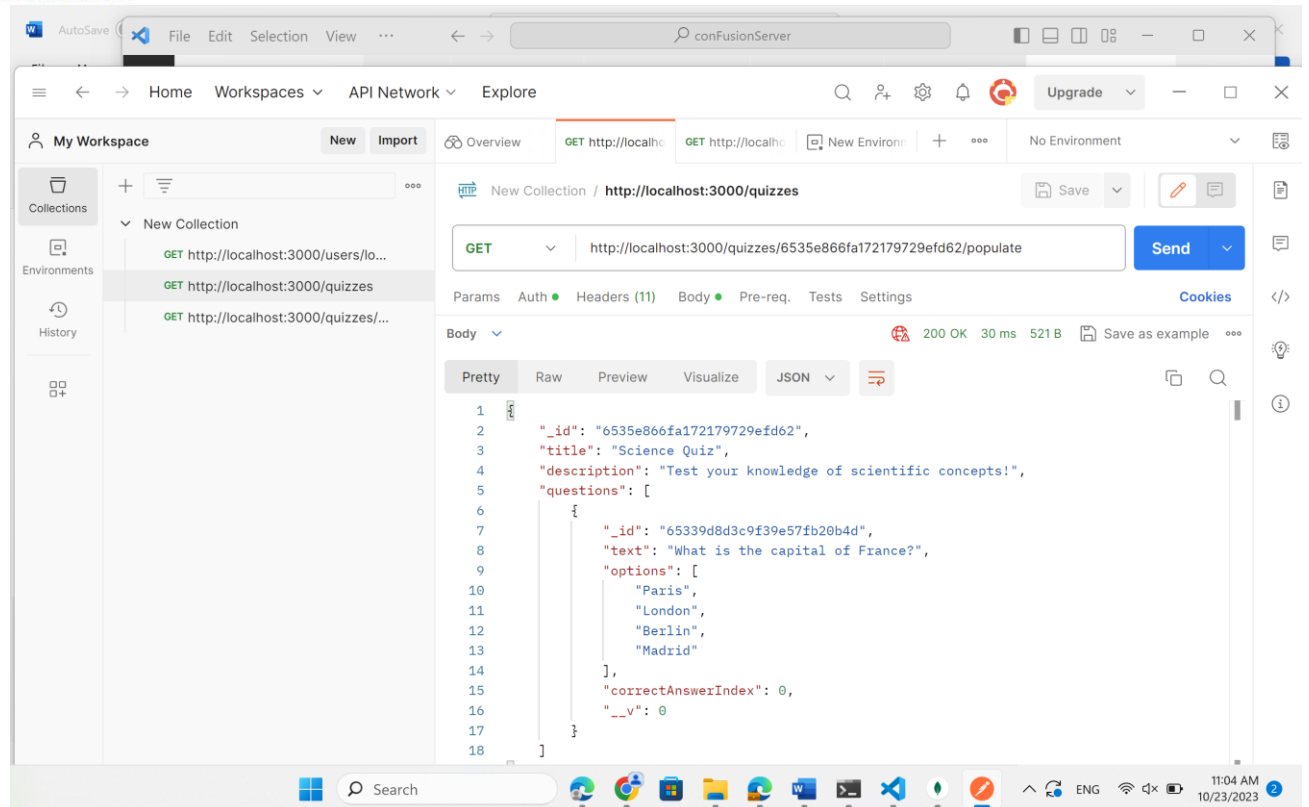 AutoSave
File Edit Selection View ··· conFusionServer
Home Workspaces API Network Explore Upgrade
My Workspace New Import Overview GET http://localho GET http://localho New Environn No Environment
Collections
New Collection / http://localhost:3000/quizzes Save
New Collection
GET http://localhost:3000/users/lo...
GET http://localhost:3000/quizzes/6535e866fa172179729efd62/populate Send
Environments
GET http://localhost:3000/quizzes
GET http://localhost:3000/quizzes/...
History
Params Auth Headers (11) Body Pre-req. Tests Settings Cookies
Body 200 OK 30 ms 521 B Save as example
Pretty Raw Preview Visualize JSON
1 {
2 "_id": "6535e866fa172179729efd62",
3 "title": "Science Quiz",
4 "description": "Test your knowledge of scientific concepts!",
5 "questions": [
6 {
7 "_id": "65339d8d3c9f39e57fb20b4d",
8 "text": "What is the capital of France?",
9 "options": [
10 "Paris",
11 "London",
12 "Berlin",
13 "Madrid"
14 ],
15 "correctAnswerIndex": 0,
16 "__v": 0
17 }
18 ]
Search ENG 11:04 AM
10/23/2023 2